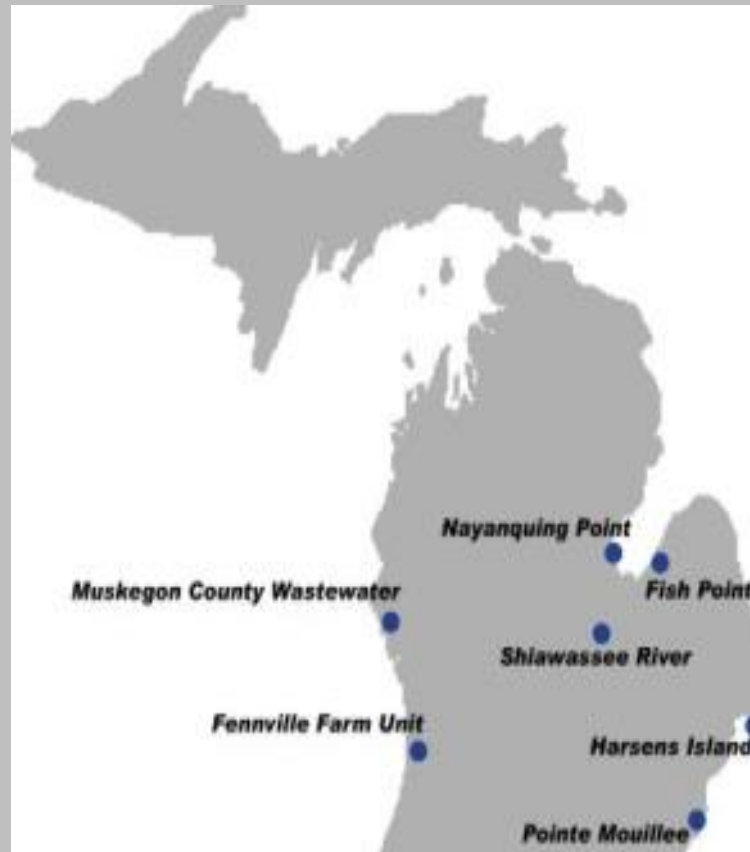 Nayanquing Point
Muskegon County Wastewater
Fish Point
Shiawassee River
Fennville Farm Unit
Harsens Island
Pointe Mouillee